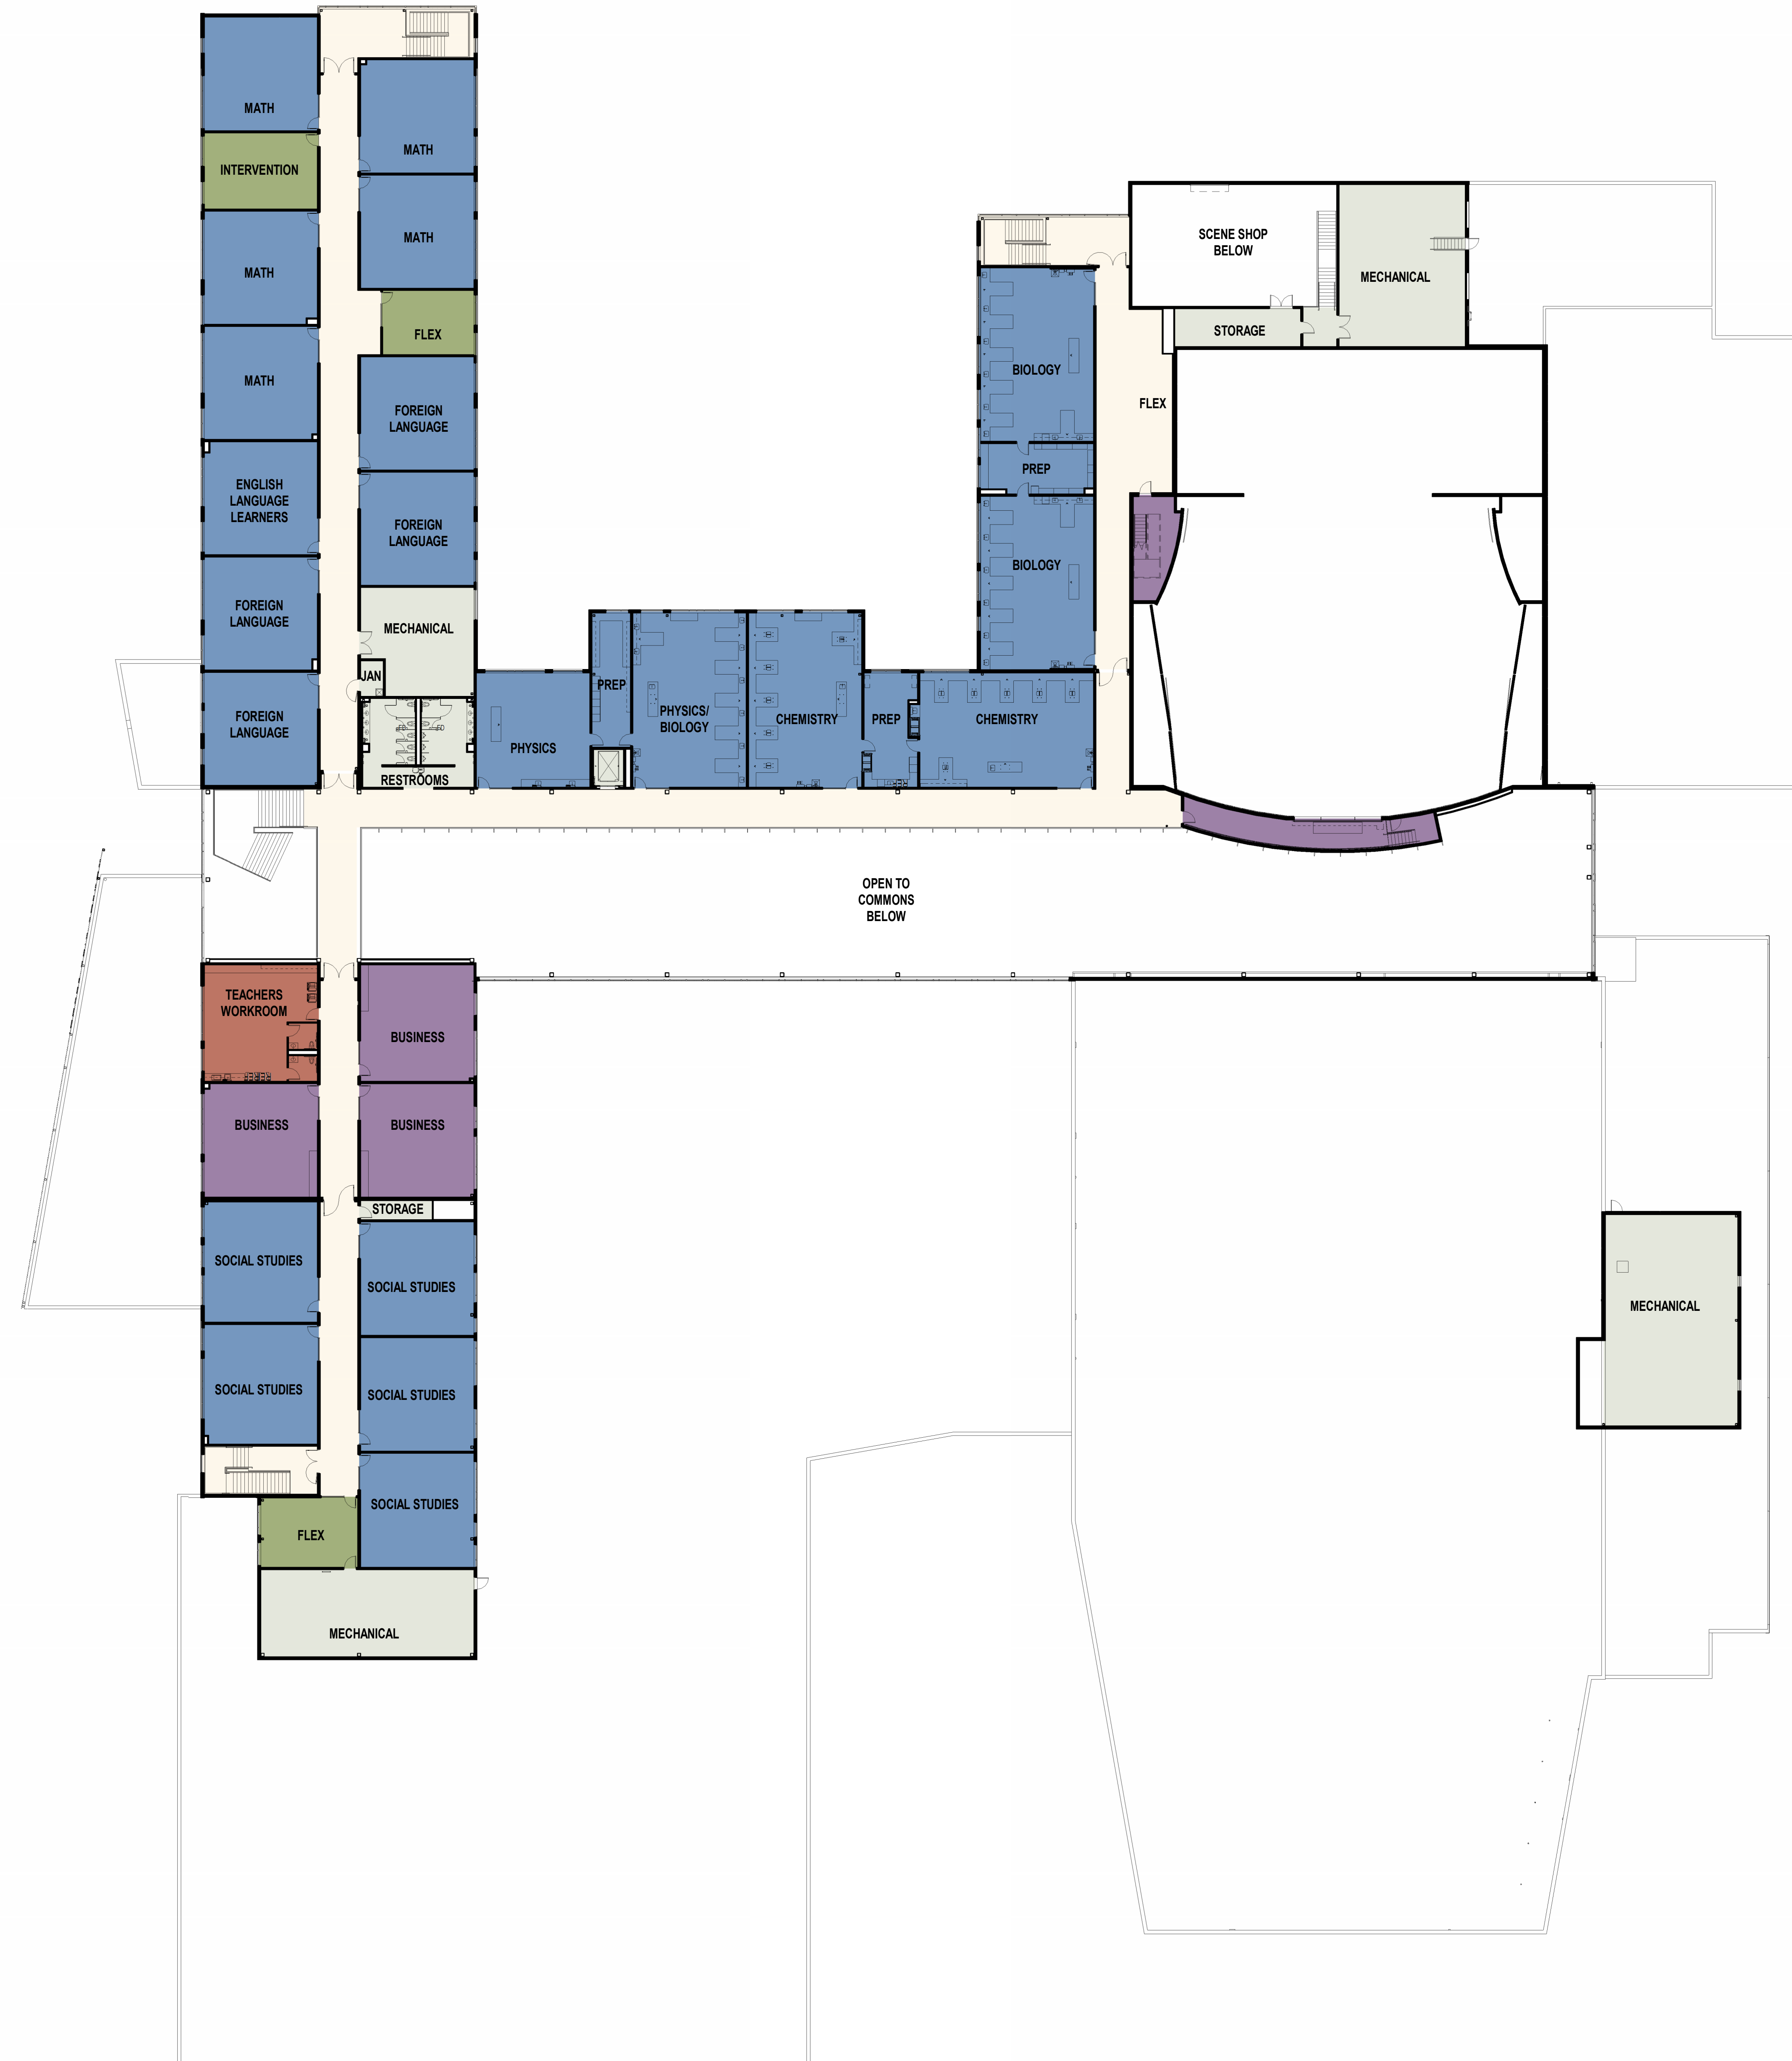 MATH
MATH
INTERVENTION
MATH
MATH
FLEX
MATH
FOREIGN
LANGUAGE
ENGLISH
LANGUAGE
LEARNERS
FOREIGN
LANGUAGE
FOREIGN
LANGUAGE
MECHANICAL
JAN
FOREIGN
LANGUAGE
RESTROOMS
PHYSICS
PREP
PHYSICS/
BIOLOGY
CHEMISTRY
PREP
CHEMISTRY
BIOLOGY
PREP
BIOLOGY
FLEX
SCENE SHOP
BELOW
MECHANICAL
STORAGE
OPEN TO
COMMONS
BELOW
TEACHERS
WORKROOM
BUSINESS
BUSINESS
BUSINESS
STORAGE
SOCIAL STUDIES
SOCIAL STUDIES
SOCIAL STUDIES
SOCIAL STUDIES
SOCIAL STUDIES
FLEX
MECHANICAL
MECHANICAL